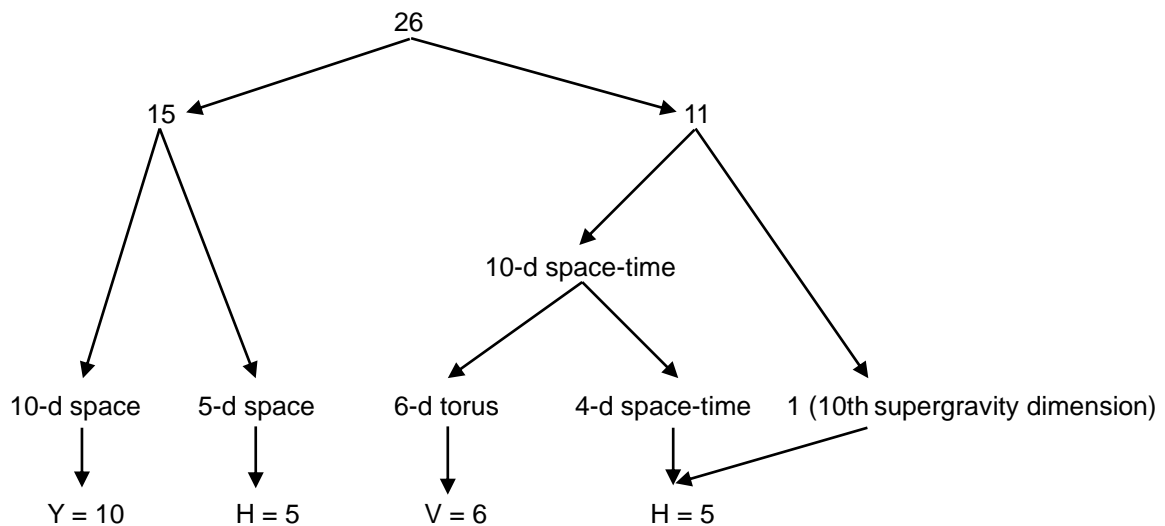 26
15 11
10-d space-time
10-d space 5-d space 6-d torus 4-d space-time 1 (10th supergravity dimension)
Y = 10 H = 5 V = 6 H = 5